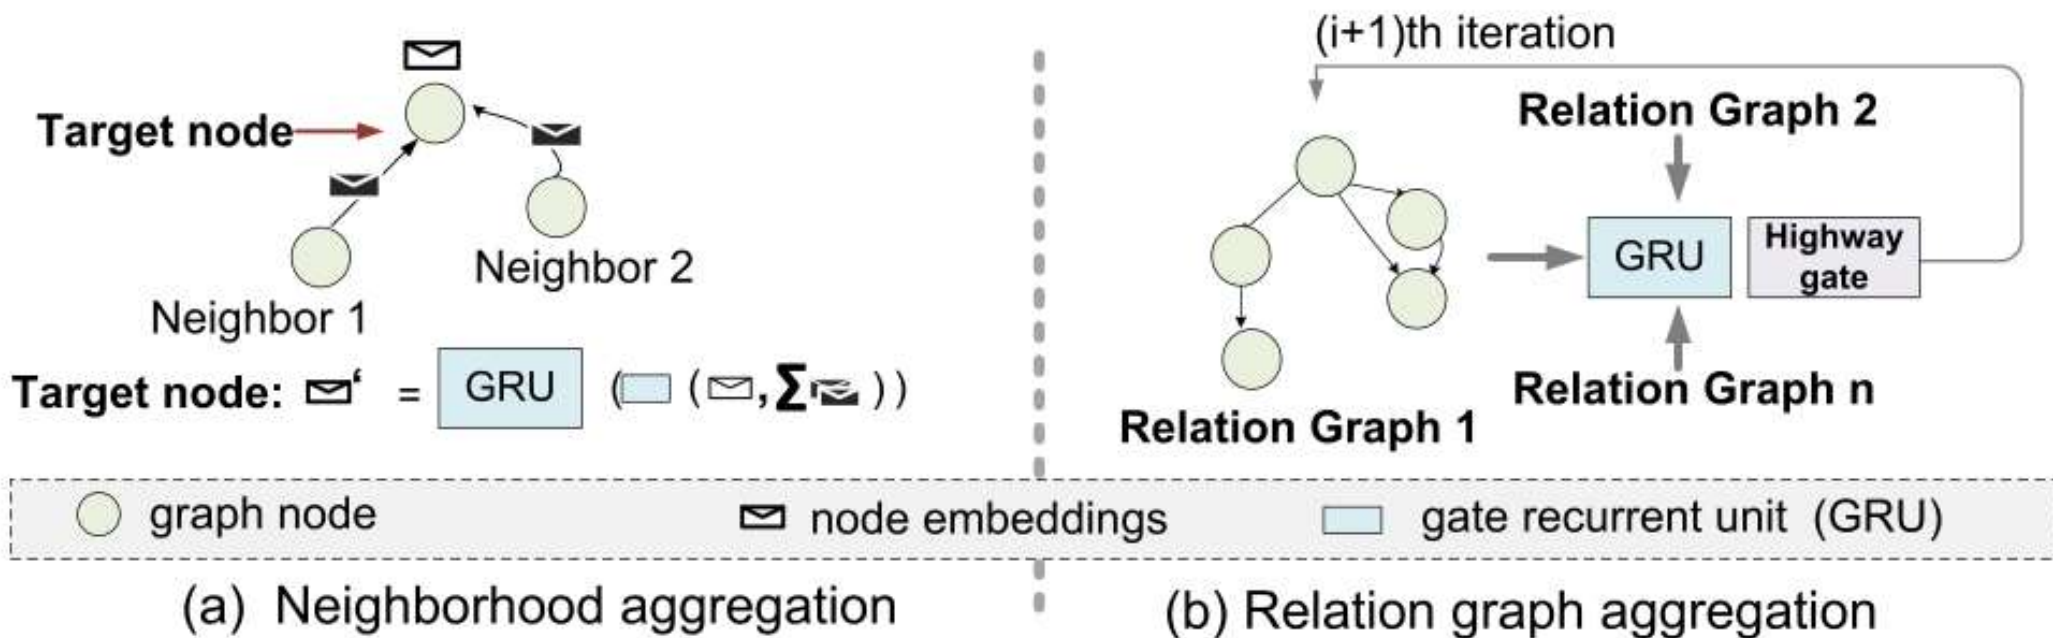 Target node
Neighbor 2
Neighbor 1
Target node: ‘ = GRU ( ( , Σ ) )
(i+1)th iteration
Relation Graph 2
GRU
Highway
gate
Relation Graph n
Relation Graph 1
graph node
node embeddings
gate recurrent unit (GRU)
(a) Neighborhood aggregation
(b) Relation graph aggregation